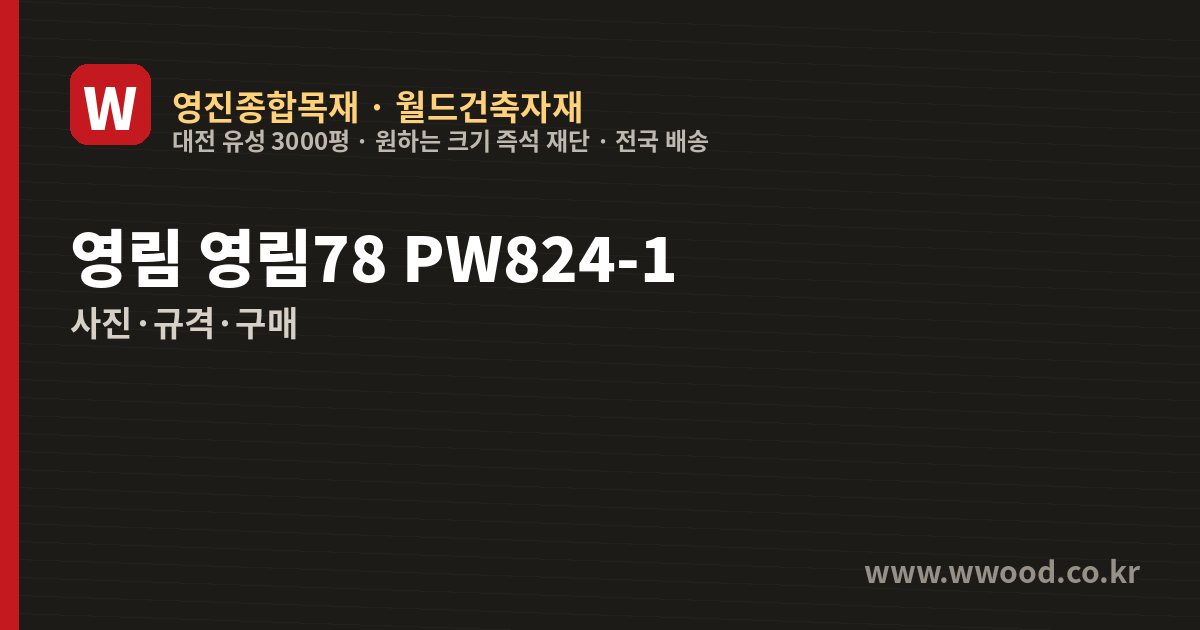 W
영진종합목재 · 월드건축자재
대전 유성 3000평 · 원하는 크기 즉석 재단 · 전국 배송
영림 영림78 PW824-1
사진·규격·구매
www.wwood.co.kr